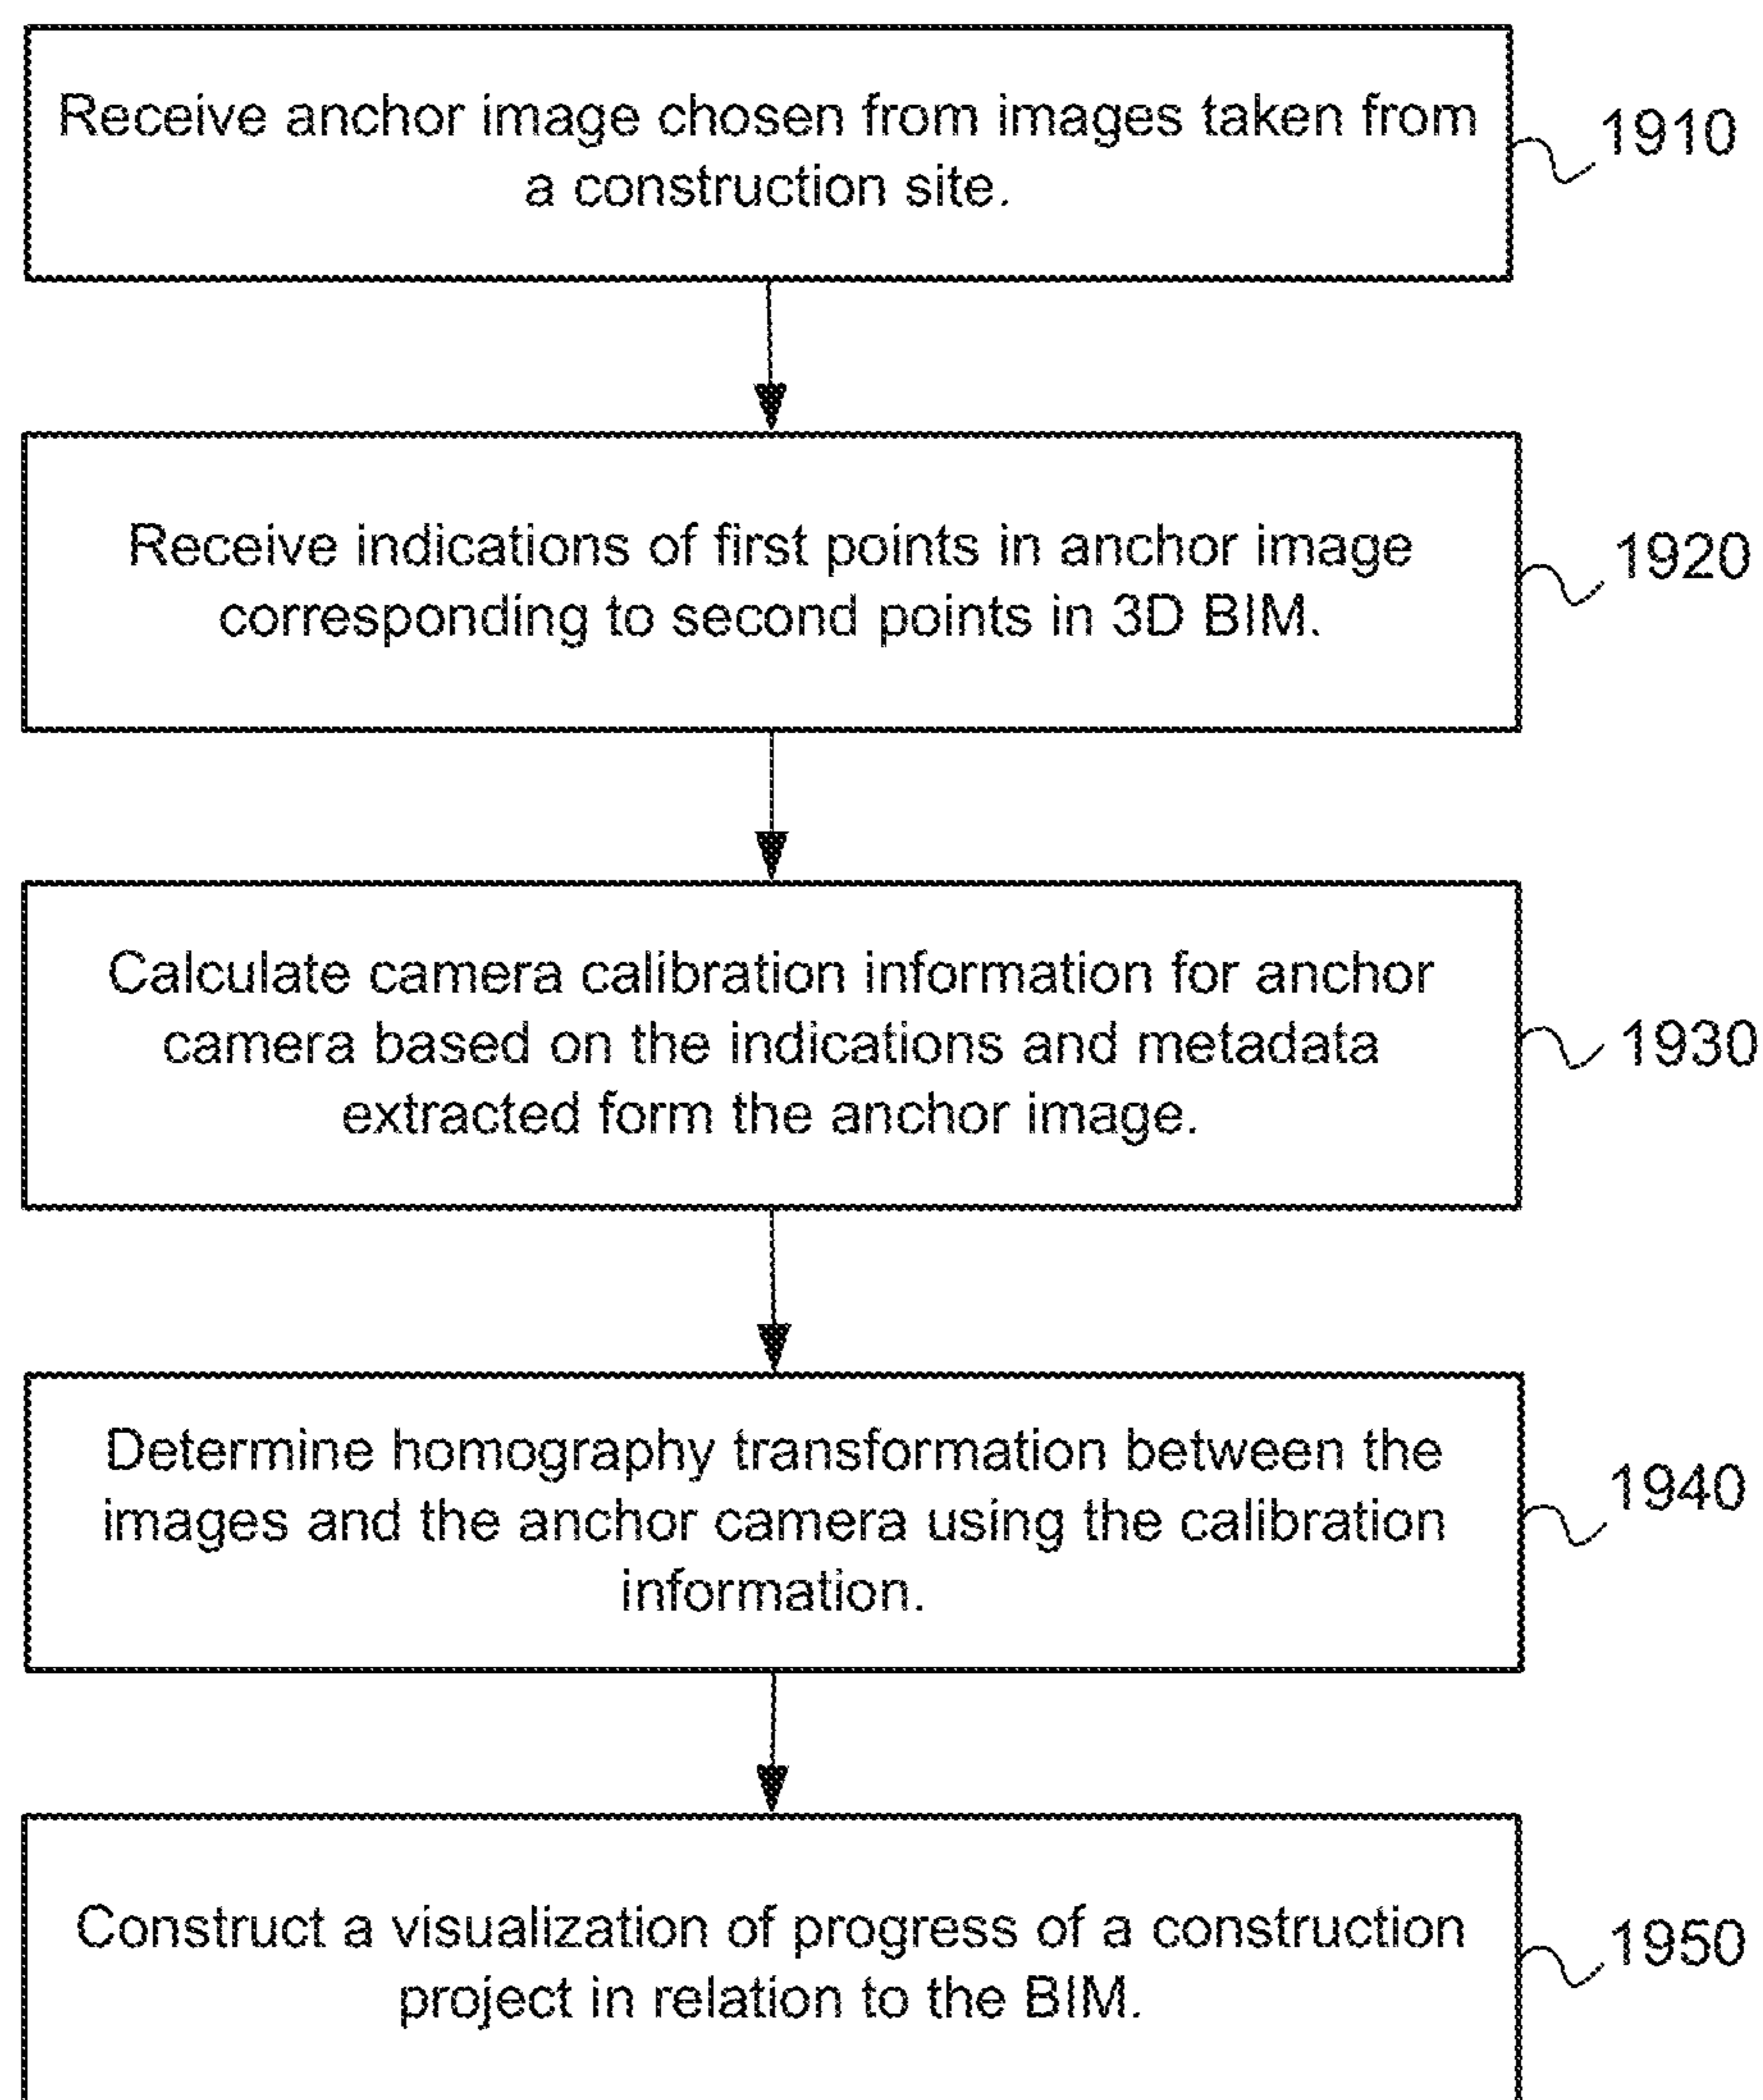 Receive anchor image chosen from images taken from
a construction site.
1910
Receive indications of first points in anchor image
corresponding to second points in 3D BIM.
1920
Calculate camera calibration information for anchor
camera based on the indications and metadata
extracted form the anchor image.
1930
Determine homography transformation between the
images and the anchor camera using the calibration
information.
1940
Construct a visualization of progress of a construction
project in relation to the BIM.
1950